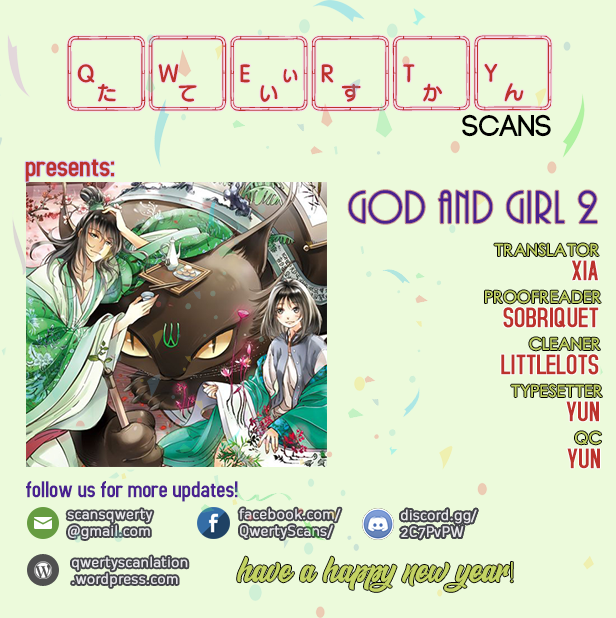 Q た W て E い ぃ R す T か Y ん
SCANS
presents:
GOD AND GIRL 2
TRANSLATOR
XIA
PROOFREADER
SOBRIQUET
CLEANER
LITTLELOTS
TYPESETTER
YUN
QC
YUN
follow us for more updates!
scansqwerty
@gmail.com
facebook.com/
QwertyScans/
discord.gg/
2C7PvPW
qwertyscanlation
.wordpress.com
have a happy new year!